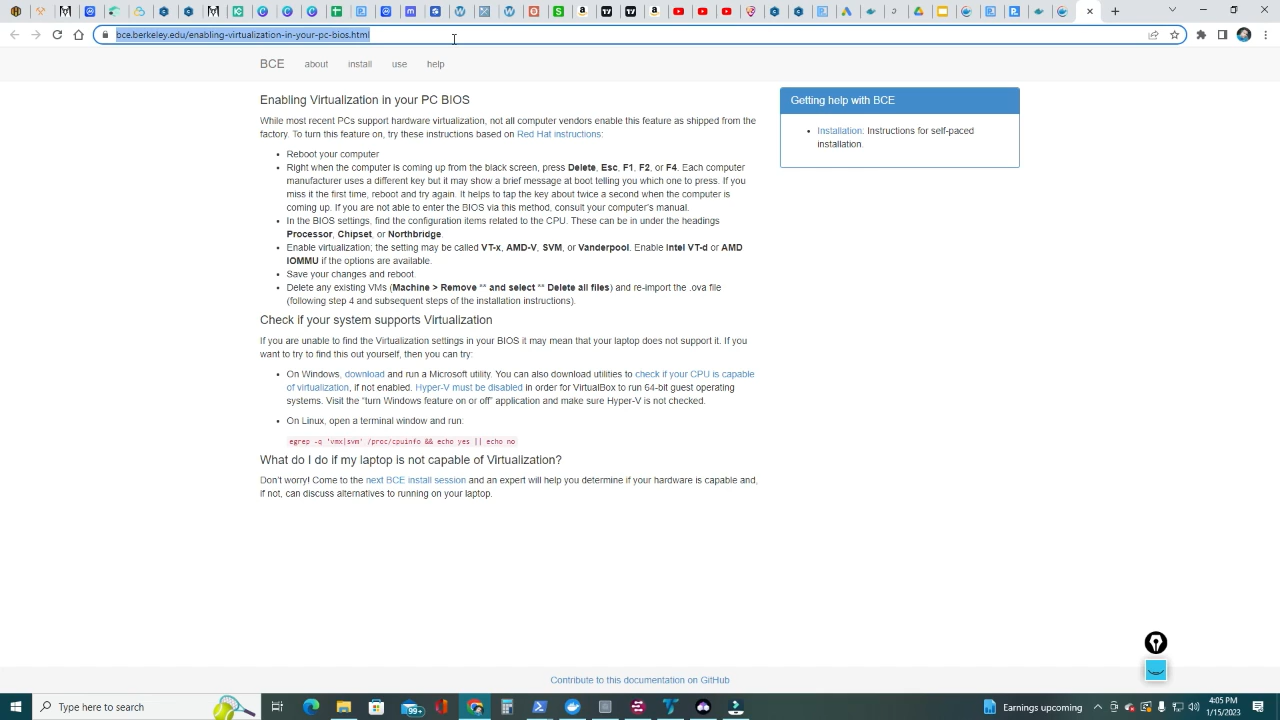 bce.berkeley.edu/enabling-virtualization-in-your-pc-bios.html
BCE about install use help
Enabling Virtualization in your PC BIOS
While most recent PCs support hardware virtualization, not all computer vendors enable this feature as shipped from the
factory. To turn this feature on, try these instructions based on Red Hat instructions:
Reboot your computer
Right when the computer is coming up from the black screen, press Delete, Esc, F1, F2, or F4. Each computer
manufacturer uses a different key but it may show a brief message at boot telling you which one to press. If you
miss it the first time, reboot and try again. It helps to tap the key about twice a second when the computer is
coming up. If you are not able to enter the BIOS via this method, consult your computer's manual.
In the BIOS settings, find the configuration items related to the CPU. These can be in under the headings
Processor, Chipset, or Northbridge.
Enable virtualization; the setting may be called VT-x, AMD-V, SVM, or Vanderpool. Enable Intel VT-d or AMD
IOMMU if the options are available.
Save your changes and reboot.
Delete any existing VMs (Machine > Remove ** and select ** Delete all files) and re-import the .ova file
(following step 4 and subsequent steps of the installation instructions).
Check if your system supports Virtualization
If you are unable to find the Virtualization settings in your BIOS it may mean that your laptop does not support it. If you
want to try to find this out yourself, then you can try:
On Windows, download and run a Microsoft utility. You can also download utilities to check if your CPU is capable
of virtualization, if not enabled. Hyper-V must be disabled in order for VirtualBox to run 64-bit guest operating
systems. Visit the "turn Windows feature on or off" application and make sure Hyper-V is not checked.
On Linux, open a terminal window and run:
egrep -q 'vmx|svm' /proc/cpuinfo && echo yes || echo no
What do I do if my laptop is not capable of Virtualization?
Don't worry! Come to the next BCE install session and an expert will help you determine if your hardware is capable and,
if not, can discuss alternatives to running on your laptop.
Getting help with BCE
Installation: Instructions for self-paced
installation.
Contribute to this documentation on GitHub
Type here to search
99+
Earnings upcoming
4:05 PM
1/15/2023